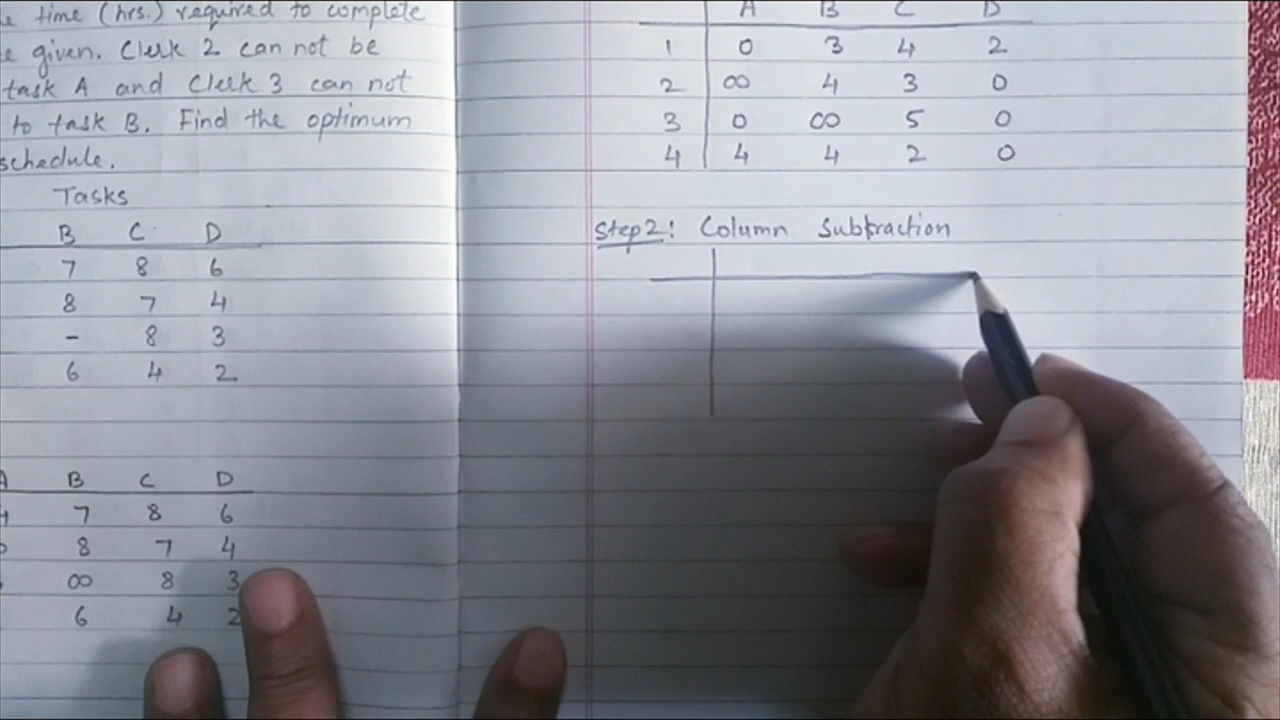 time (hrs.) required to complete
given. Clerk 2 can not be
task A and Clerk 3 can not
to task B. Find the optimum
schedule.
Tasks
B C D
7 8 6
8 7 4
- 8 3
6 4 2
A B C D
7 8 6
8 7 4
∞ 8 3
6 4 2
A B C D
1 0 3 4 2
2 ∞ 4 3 0
3 0 ∞ 5 0
4 4 4 2 0
Step 2: Column Subtraction